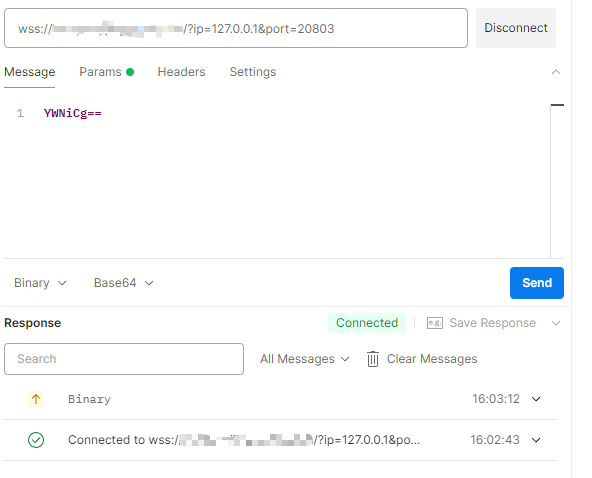 wss:// /?ip=127.0.0.1&port=20803 Disconnect
Message Params Headers Settings
1 YWNiCg==
Binary Base64 Send
Response Connected e.g. Save Response
Search All Messages Clear Messages
Binary 16:03:12
Connected to wss:// /?ip=127.0.0.1&po... 16:02:43